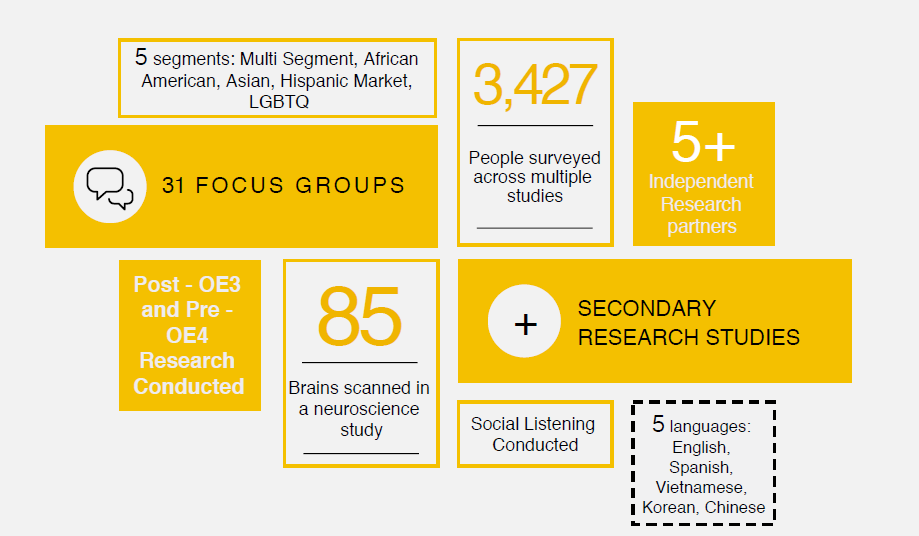 5 segments: Multi Segment, African
American, Asian, Hispanic Market,
LGBTQ
3,427
People surveyed
across multiple
studies
5+
Independent
Research
partners
31 FOCUS GROUPS
Post - OE3
and Pre -
OE4
Research
Conducted
85
Brains scanned in
a neuroscience
study
+
SECONDARY
RESEARCH STUDIES
Social Listening
Conducted
5 languages:
English,
Spanish,
Vietnamese,
Korean, Chinese